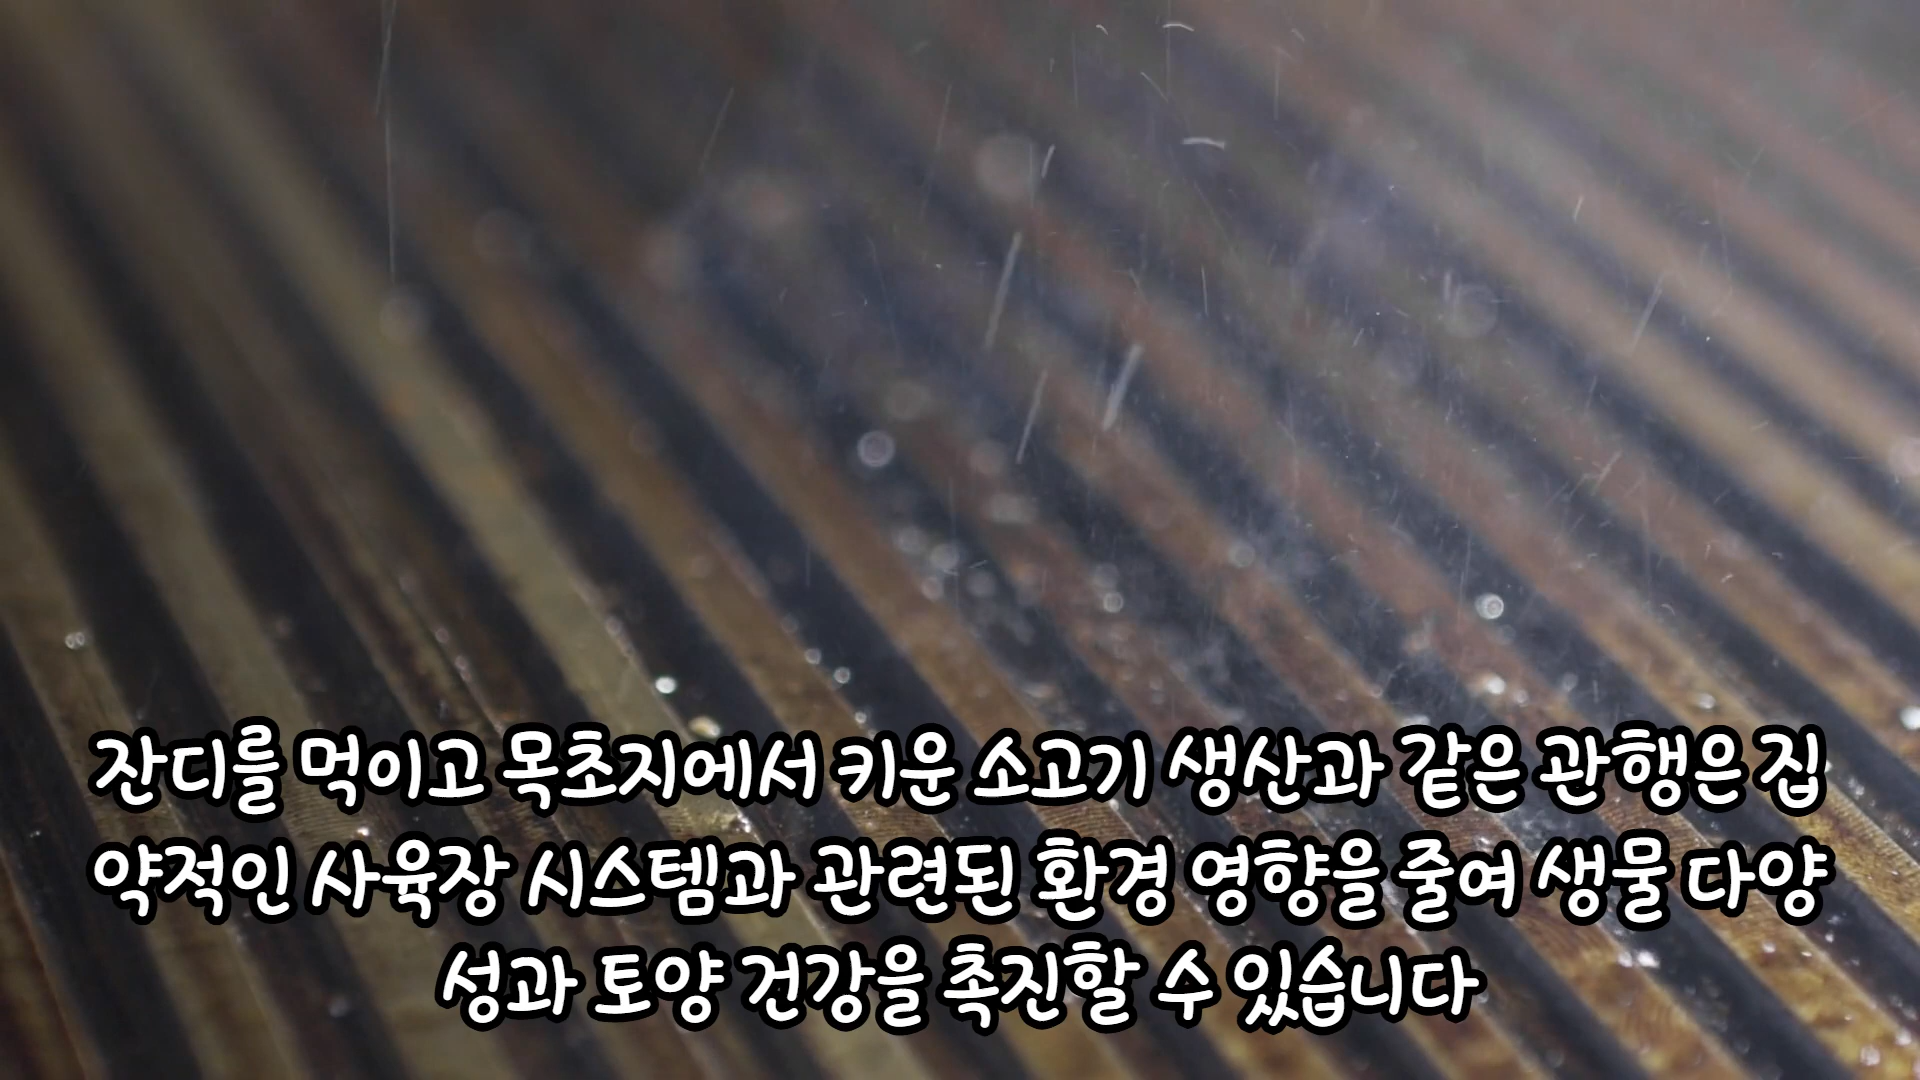 잔디를 먹이고 목초지에서 키운 소고기 생산과 같은 관행은 집
약적인 사육장 시스템과 관련된 환경 영향을 줄여 생물 다양
성과 토양 건강을 촉진할 수 있습니다